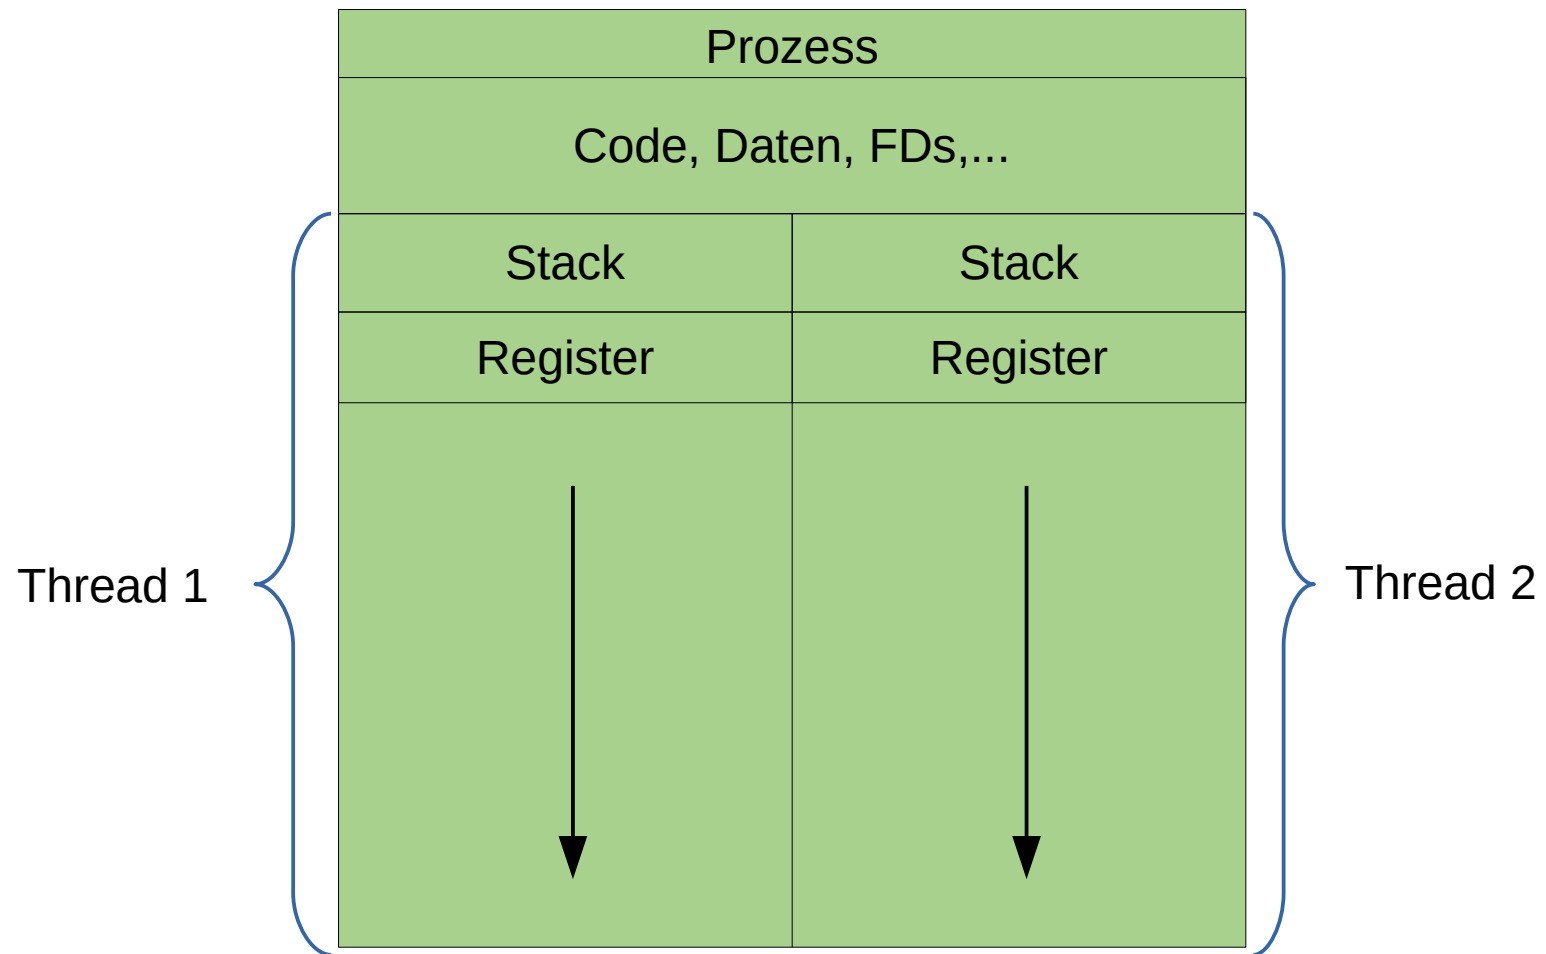 Prozess
Code, Daten, FDs,...
Stack
Stack
Register
Register
Thread 1
Thread 2